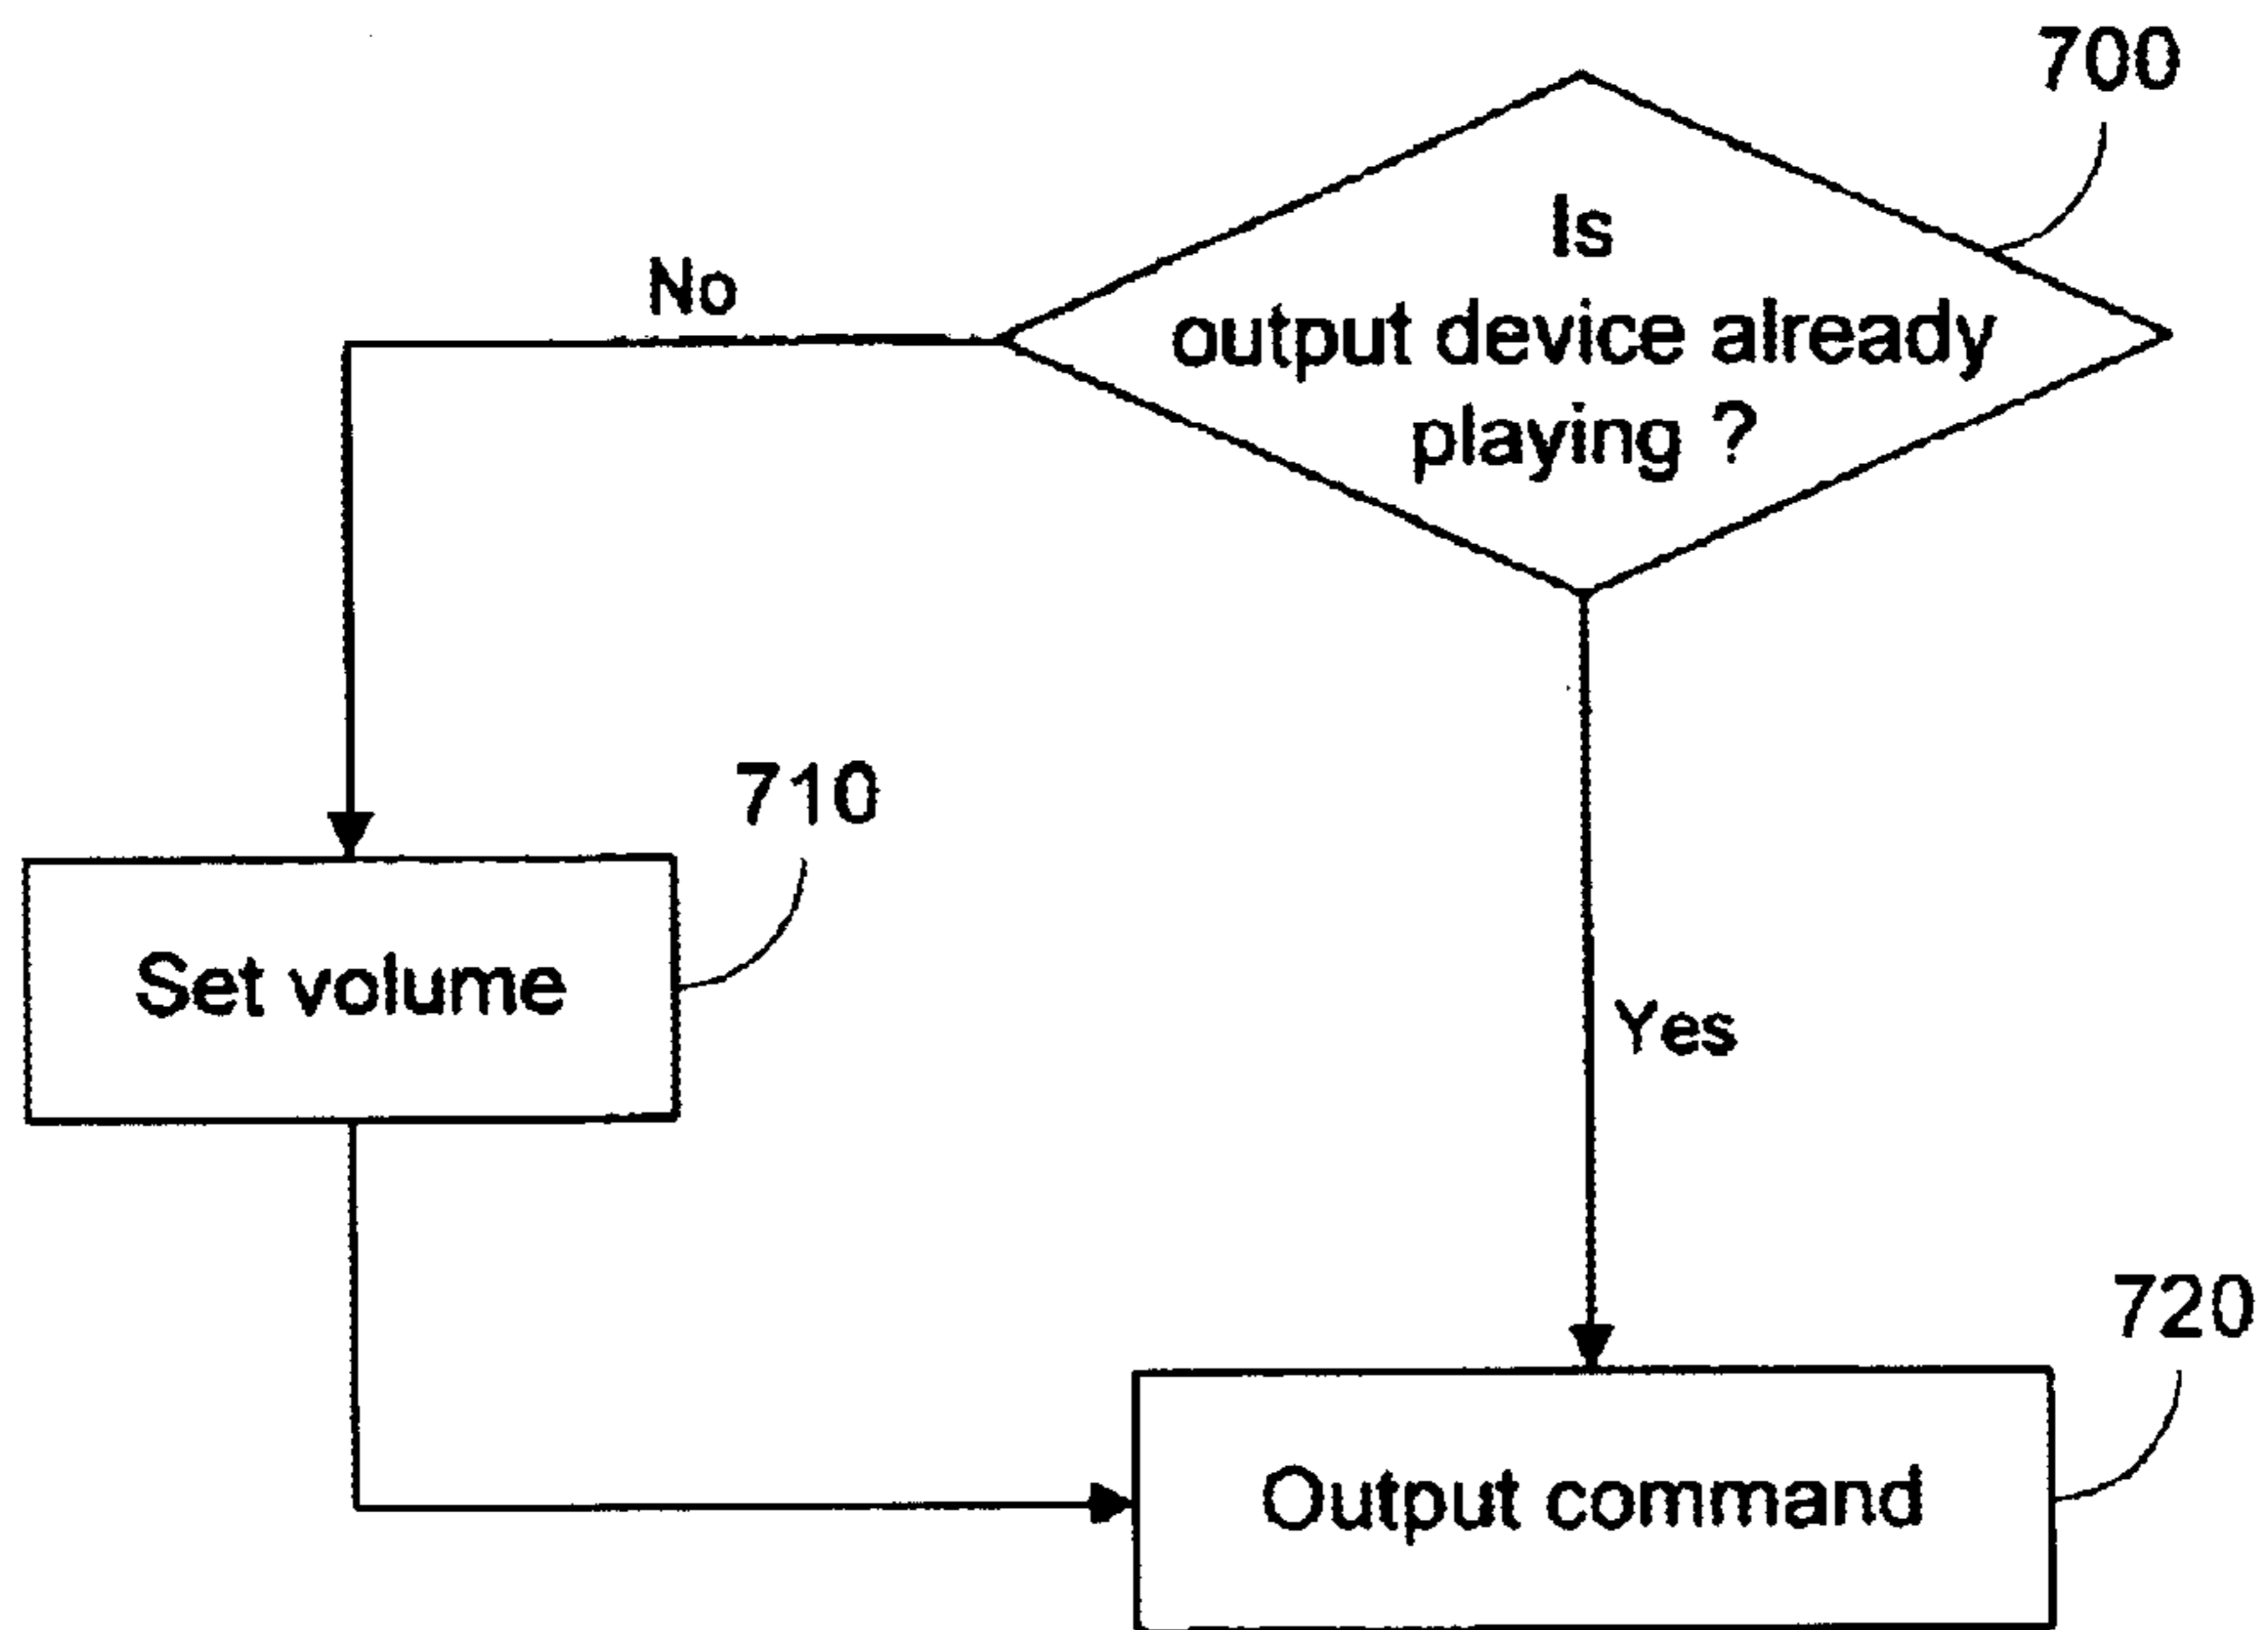 700
Is
output device already
playing ?
No
710
Set volume
Yes
720
Output command